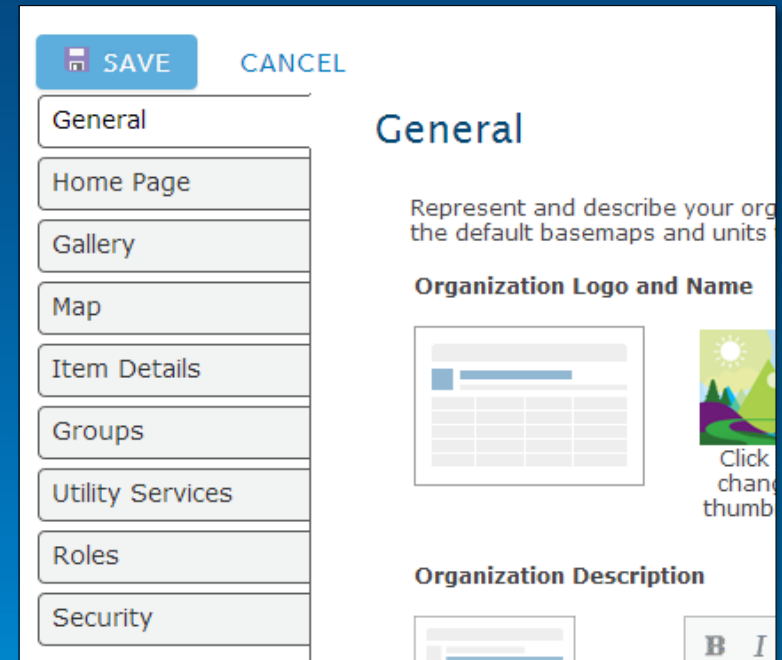 SAVE CANCEL
General
Home Page
Gallery
Map
Item Details
Groups
Utility Services
Roles
Security
General
Represent and describe your org
the default basemaps and units
Organization Logo and Name
Click
chang
thumb
Organization Description
B I